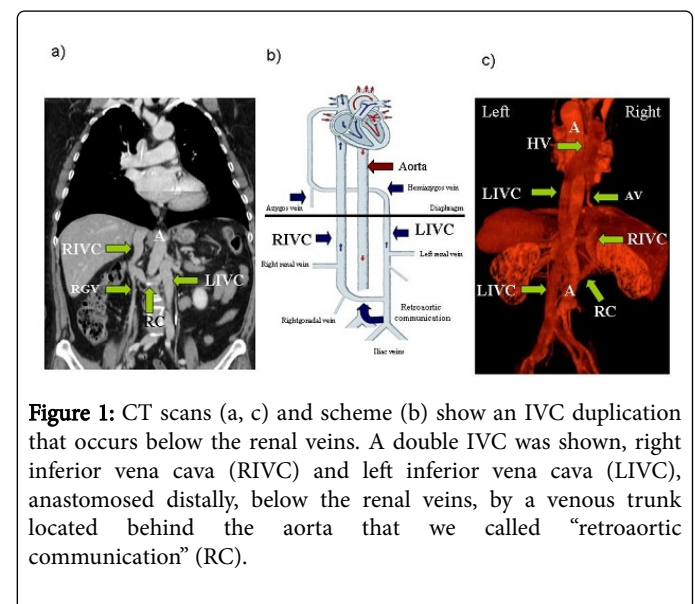 a)
b)
c)
A
RIVC
RGV
RC
LIVC
Aorta
Hemiazygos vein
Azygos vein
Diaphragm
RIVC
LIVC
Left renal vein
Right renal vein
Retroaortic
communication
Rightgonadal vein
Iliac veins
Left
Right
A
HV
LIVC
AV
RIVC
LIVC
A
RC
Figure 1: CT scans (a, c) and scheme (b) show an IVC duplication
that occurs below the renal veins. A double IVC was shown, right
inferior vena cava (RIVC) and left inferior vena cava (LIVC),
anastomosed distally, below the renal veins, by a venous trunk
located behind the aorta that we called “retroaortic
communication” (RC).